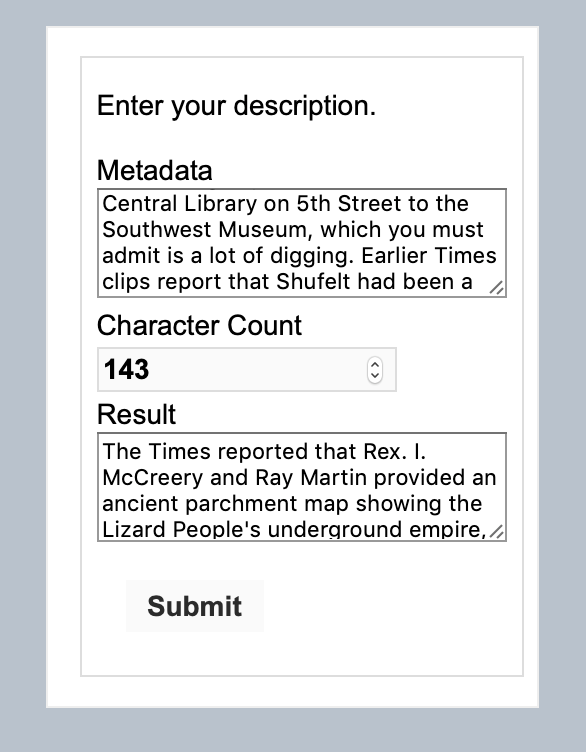 Enter your description.
Metadata
Central Library on 5th Street to the
Southwest Museum, which you must
admit is a lot of digging. Earlier Times
clips report that Shufelt had been a
Character Count
143
Result
The Times reported that Rex. I.
McCreery and Ray Martin provided an
ancient parchment map showing the
Lizard People's underground empire,
Submit